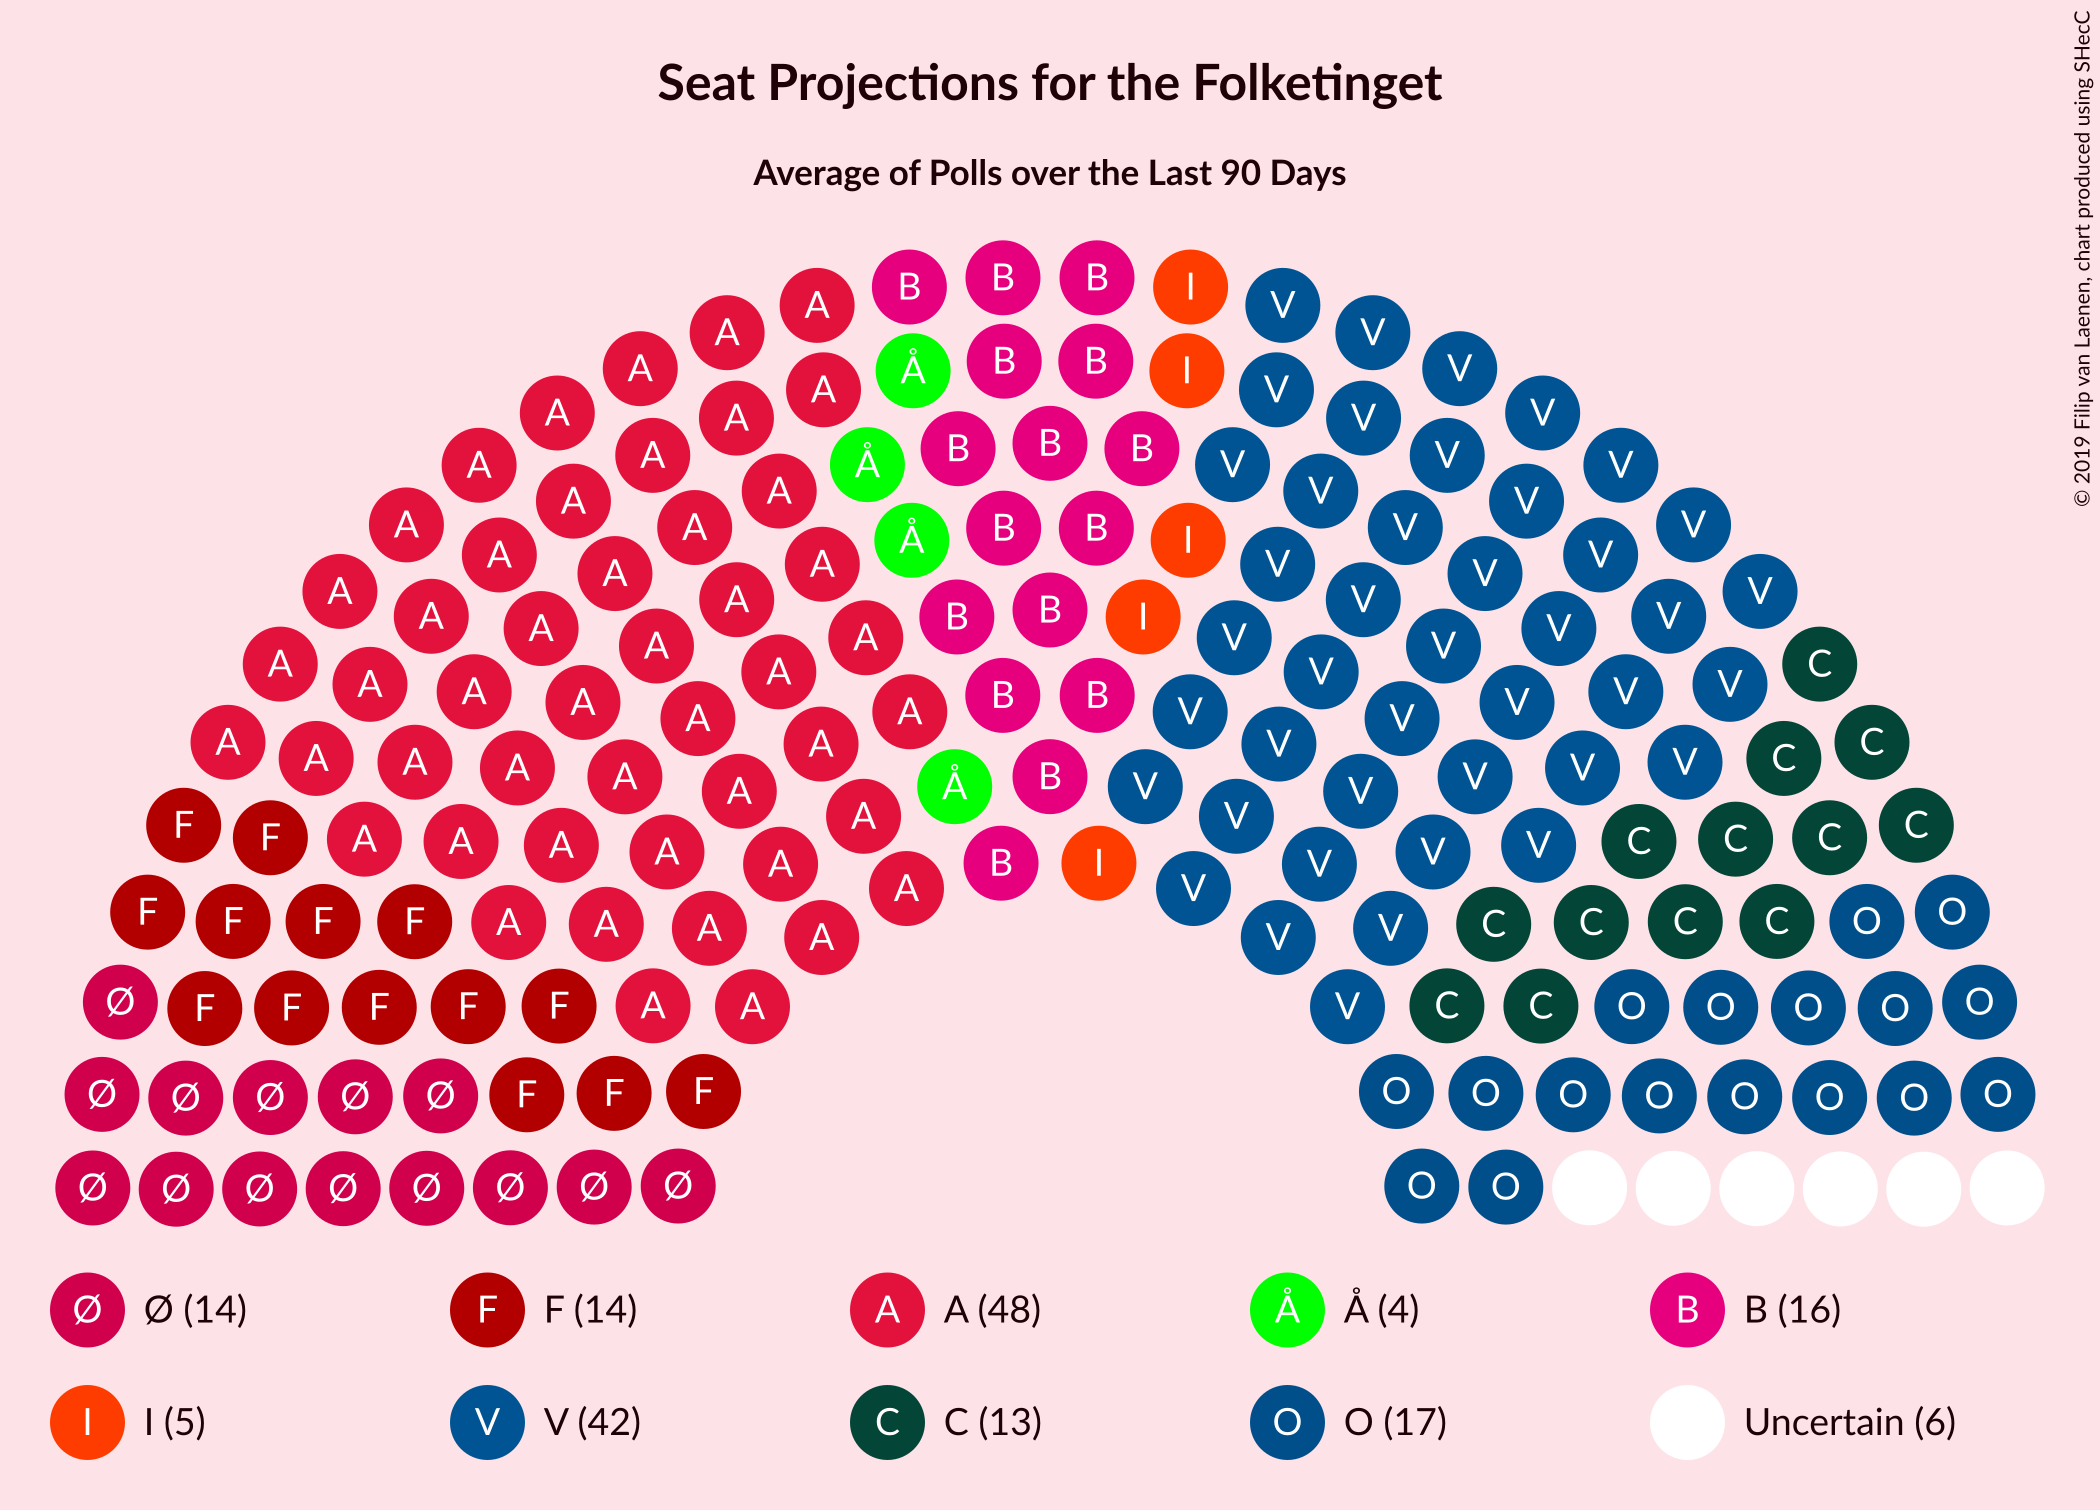 Seat Projections for the Folketinget
Average of Polls over the Last 90 Days
© 2019 Filip van Laenen, chart produced using SHecC
B B B I
A V
A V
A Å B B I V
A V
A A V V
A Å B B B V V
A A V V
A A V V
A Å B B I V
A A V V
A A V V
A B B I V
A A V V
A A V V
A A V C
A A B B V V
A A V V
A A V V
A A V C
A A A Å B V V V C
F F A A A A A A V V V C C C C
A B I V
F F F F A A A A V V C C C C O O
Ø F F F F F A A V C C O O O O O
Ø Ø Ø Ø Ø F F F O O O O O O O O
Ø Ø Ø Ø Ø Ø Ø Ø O O
Ø Ø (14) F F (14) A A (48) Å Å (4) B B (16)
I I (5) V V (42) C C (13) O O (17) Uncertain (6)